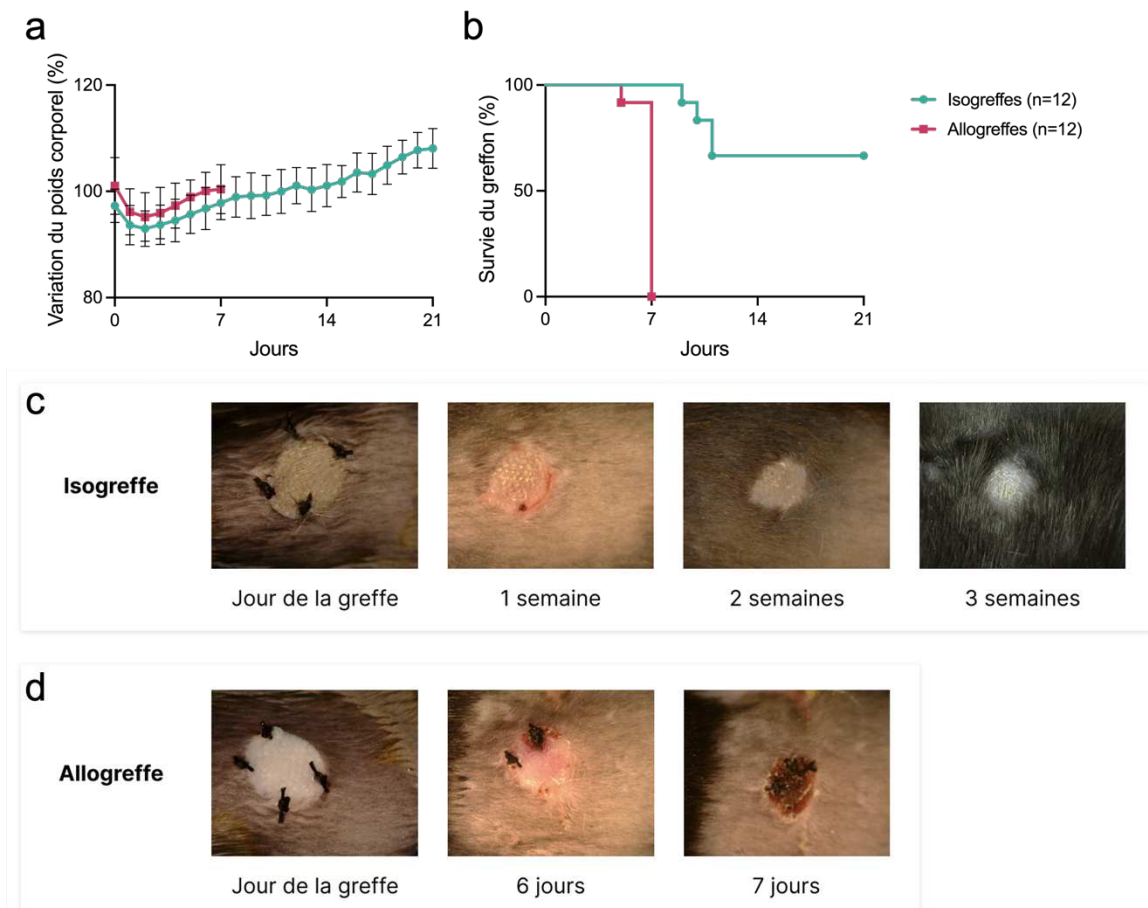 a
Variation du poids corporel (%)
120
100
80
0
7
14
21
Jours
b
Survie du greffon (%)
100
50
0
0
7
14
21
Jours
Isogreffes (n=12)
Allogreffes (n=12)
c
Isogreffe
Jour de la greffe
1 semaine
2 semaines
3 semaines
d
Allogreffe
Jour de la greffe
6 jours
7 jours